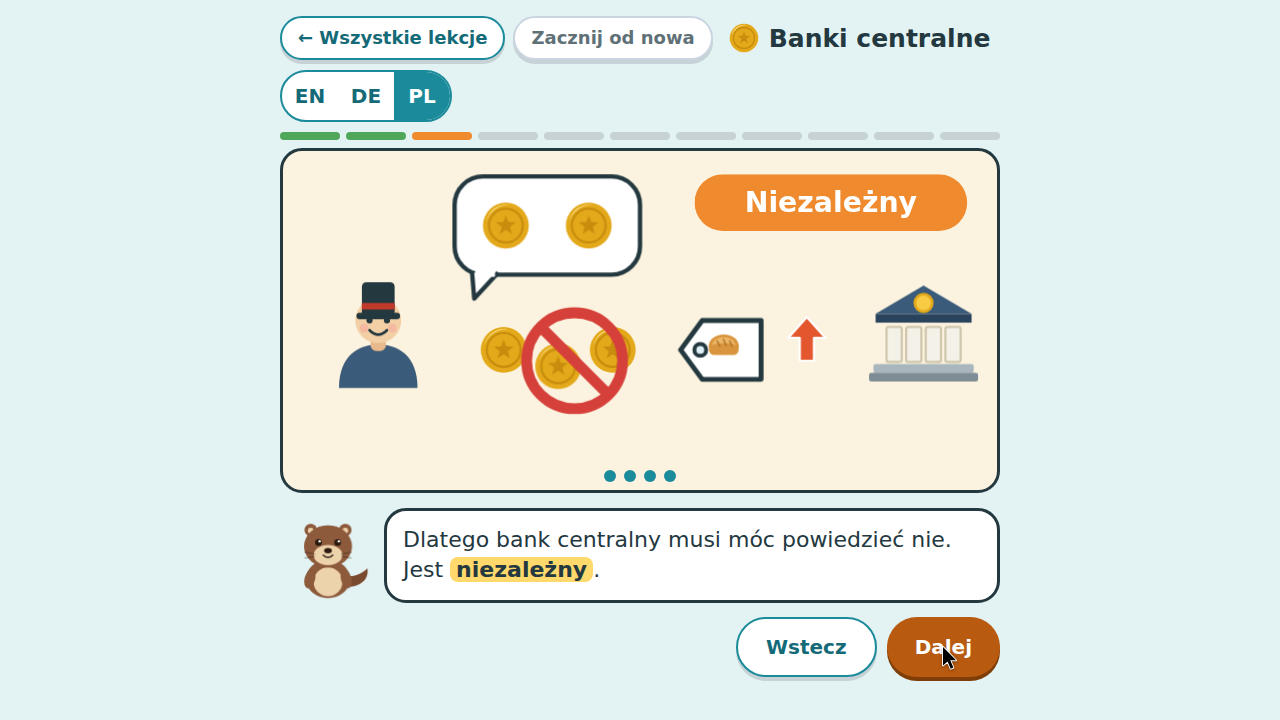 ← Wszystkie lekcje
Zacznij od nowa
Banki centralne
EN DE PL
Niezależny
Dlatego bank centralny musi móc powiedzieć nie.
Jest niezależny.
Wstecz
Dalej